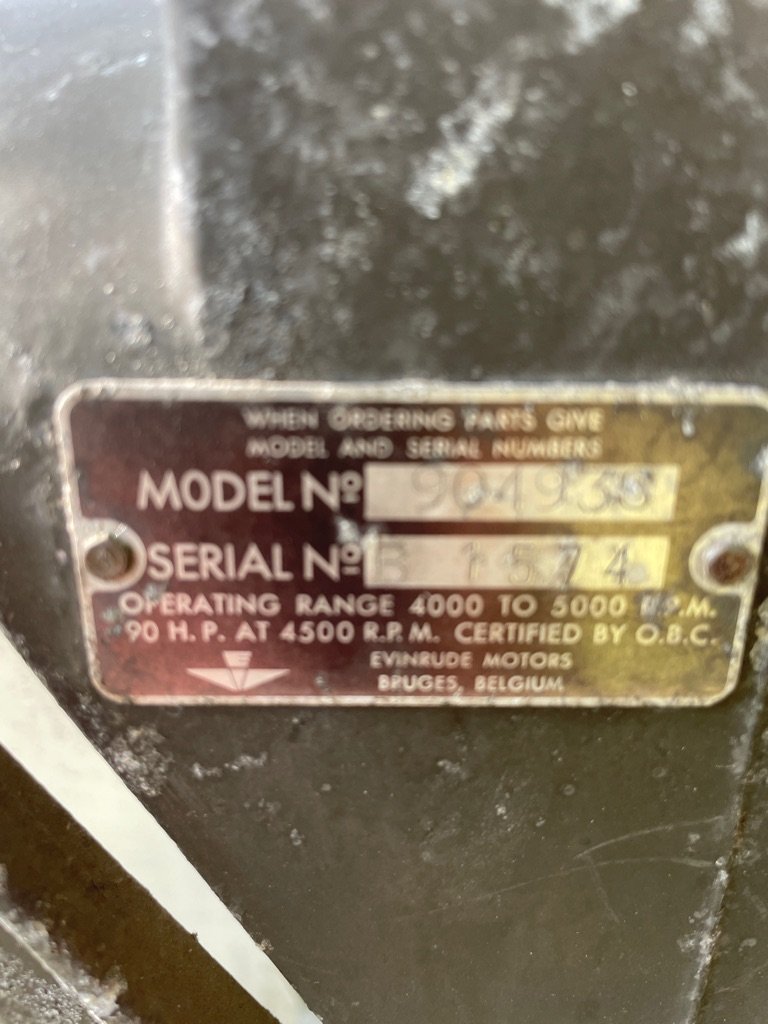 WHEN ORDERING PARTS GIVE
MODEL AND SERIAL NUMBERS
MODEL Nº
SERIAL Nº B 1574
OPERATING RANGE 4000 TO 5000 R.P.M.
90 H.P. AT 4500 R.P.M. CERTIFIED BY O.B.C.
E
EVINRUDE MOTORS
BRUGES, BELGIUM